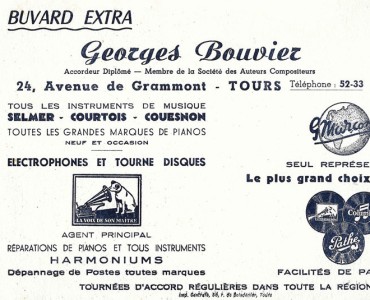 BUVARD EXTRA
Georges Bouvier
Accordeur Diplômé — Membre de la Société des Auteurs Compositeurs
24, Avenue de Grammont - TOURS Téléphone : 52-33
TOUS LES INSTRUMENTS DE MUSIQUE
SELMER - COURTOIS - COUESNON
TOUTES LES GRANDES MARQUES DE PIANOS
NEUF ET OCCASION
ELECTROPHONES ET TOURNE DISQUES
LA VOIX DE SON MAITRE
AGENT PRINCIPAL
RÉPARATIONS DE PIANOS ET TOUS INSTRUMENTS
HARMONIUMS
Dépannage de Postes toutes marques
G. Marco
SEUL REPRÉSE
Le plus grand choix
Pathé
FACILITÉS DE PA
TOURNÉES D'ACCORD RÉGULIÈRES DANS TOUTE LA RÉGION